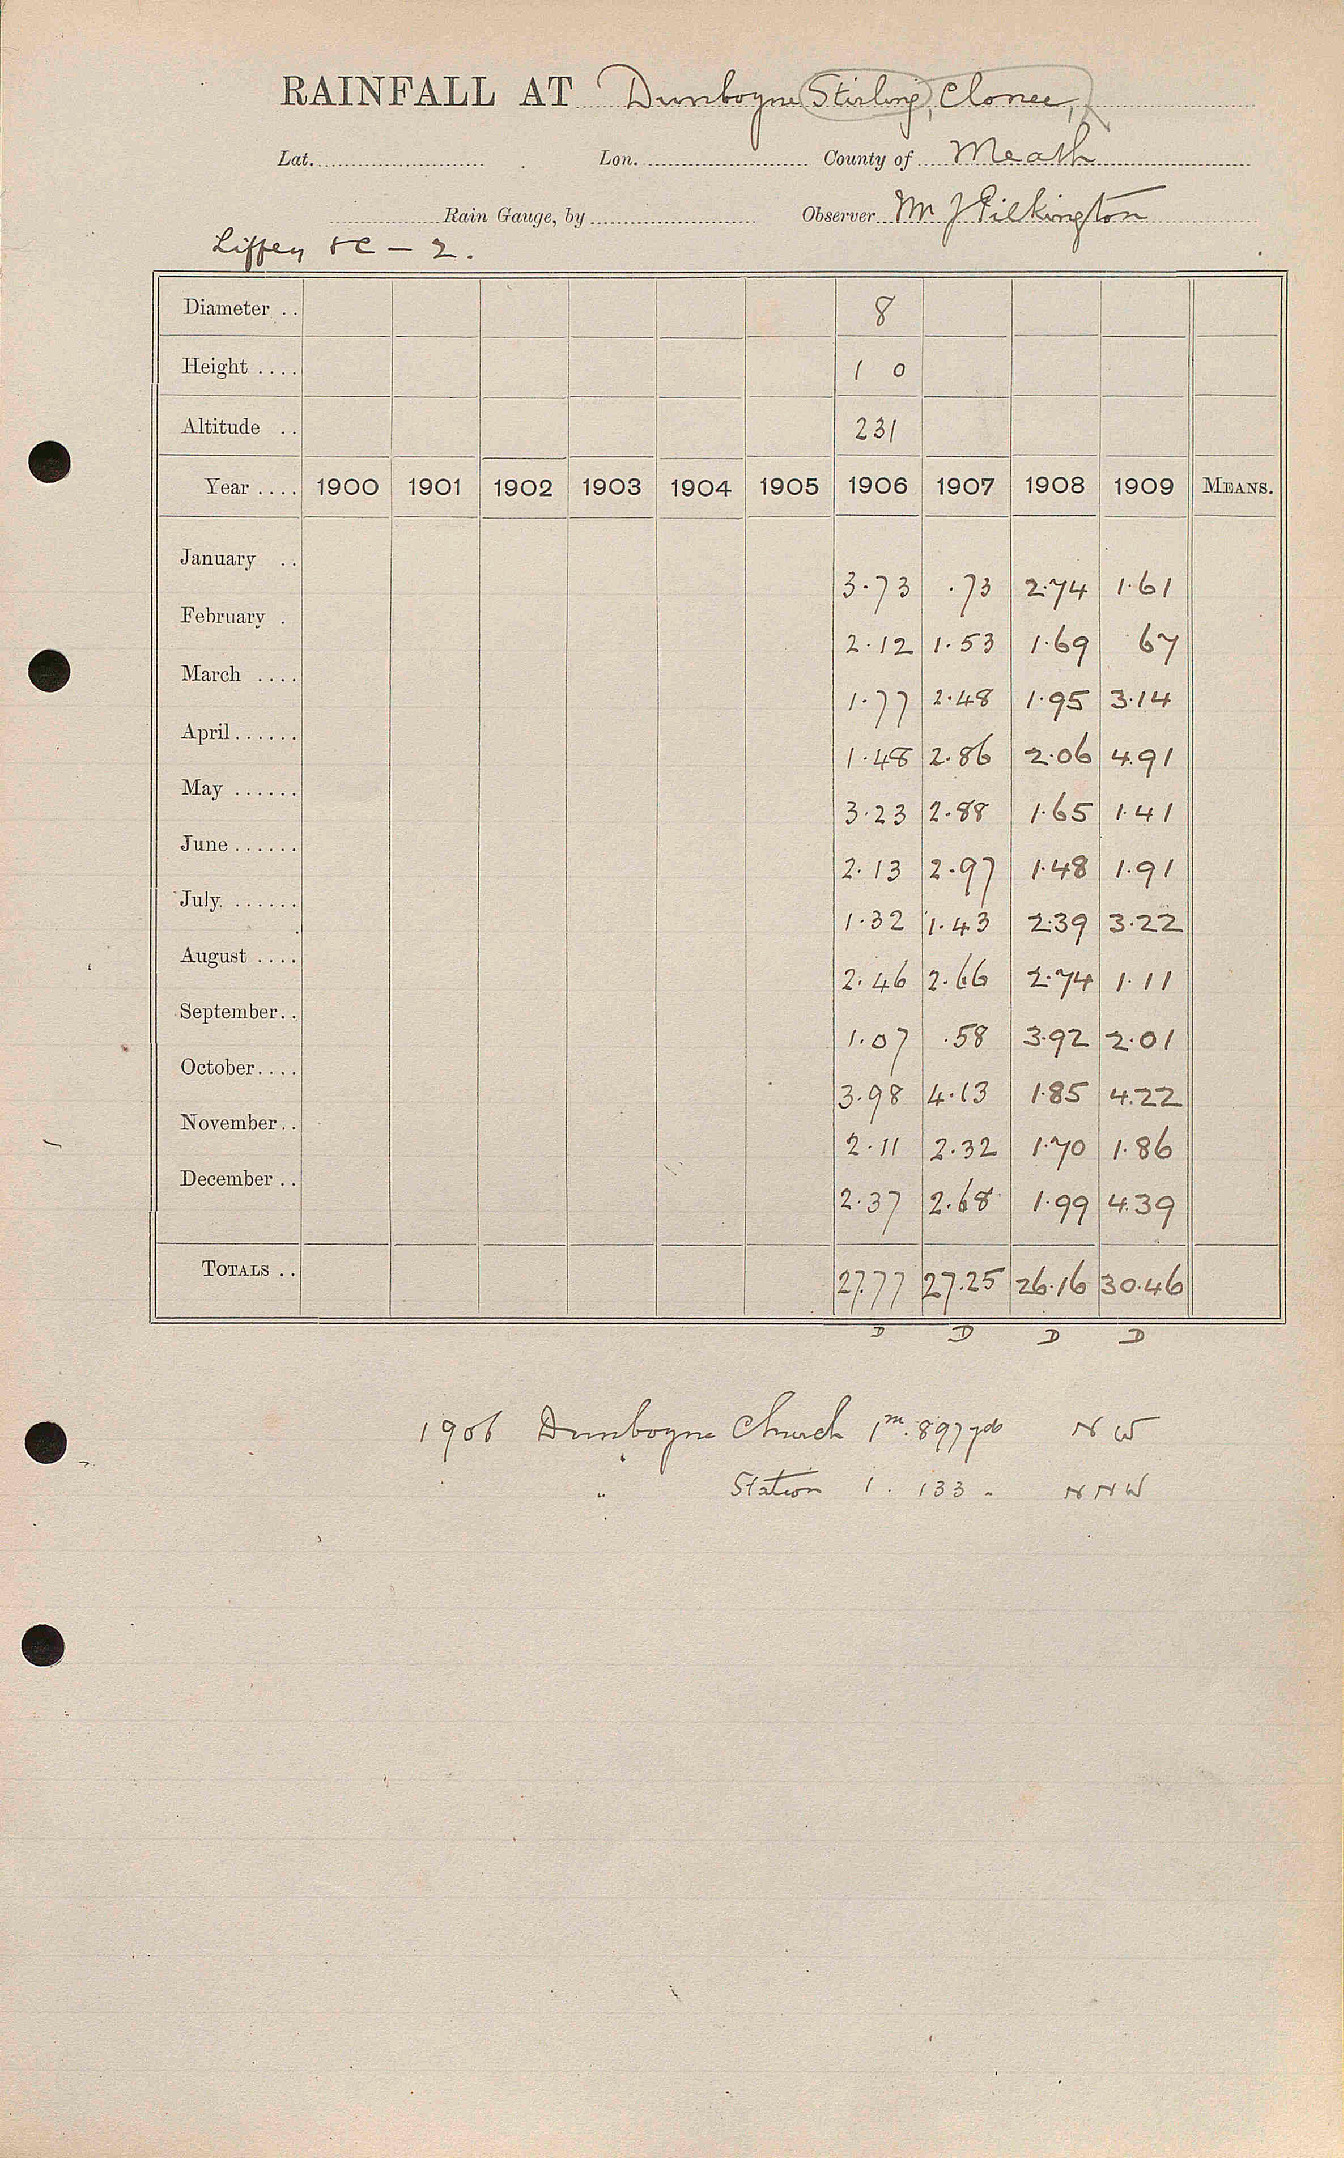 RAINFALL AT Dunboyne Stirling, Clonee,
Lat. Lon. County of Meath
Rain Gauge, by Observer Wm J Pilkington
Liffey &C – 2.
Diameter .. 8
Height .... 1 0
Altitude .. 231
Year .... 1900 1901 1902 1903 1904 1905 1906 1907 1908 1909 MEANS.
January .. 3.73 .73 2.74 1.61
February . 2.12 1.53 1.69 67
March .... 1.77 2.48 1.95 3.14
April ...... 1.48 2.86 2.06 4.91
May ...... 3.23 2.88 1.65 1.41
June ...... 2.13 2.97 1.48 1.91
July ...... 1.32 1.43 2.39 3.22
August .... 2.46 2.66 2.74 1.11
September .. 1.07 .58 3.92 2.01
October .... 3.98 4.13 1.85 4.22
November .. 2.11 2.32 1.70 1.86
December .. 2.37 2.68 1.99 4.39
TOTALS .. 27.77 27.25 26.16 30.46
D D D D
1906 Dunboyne Church 1m. 897 yds N W
" Station 1 . 133 " N N W